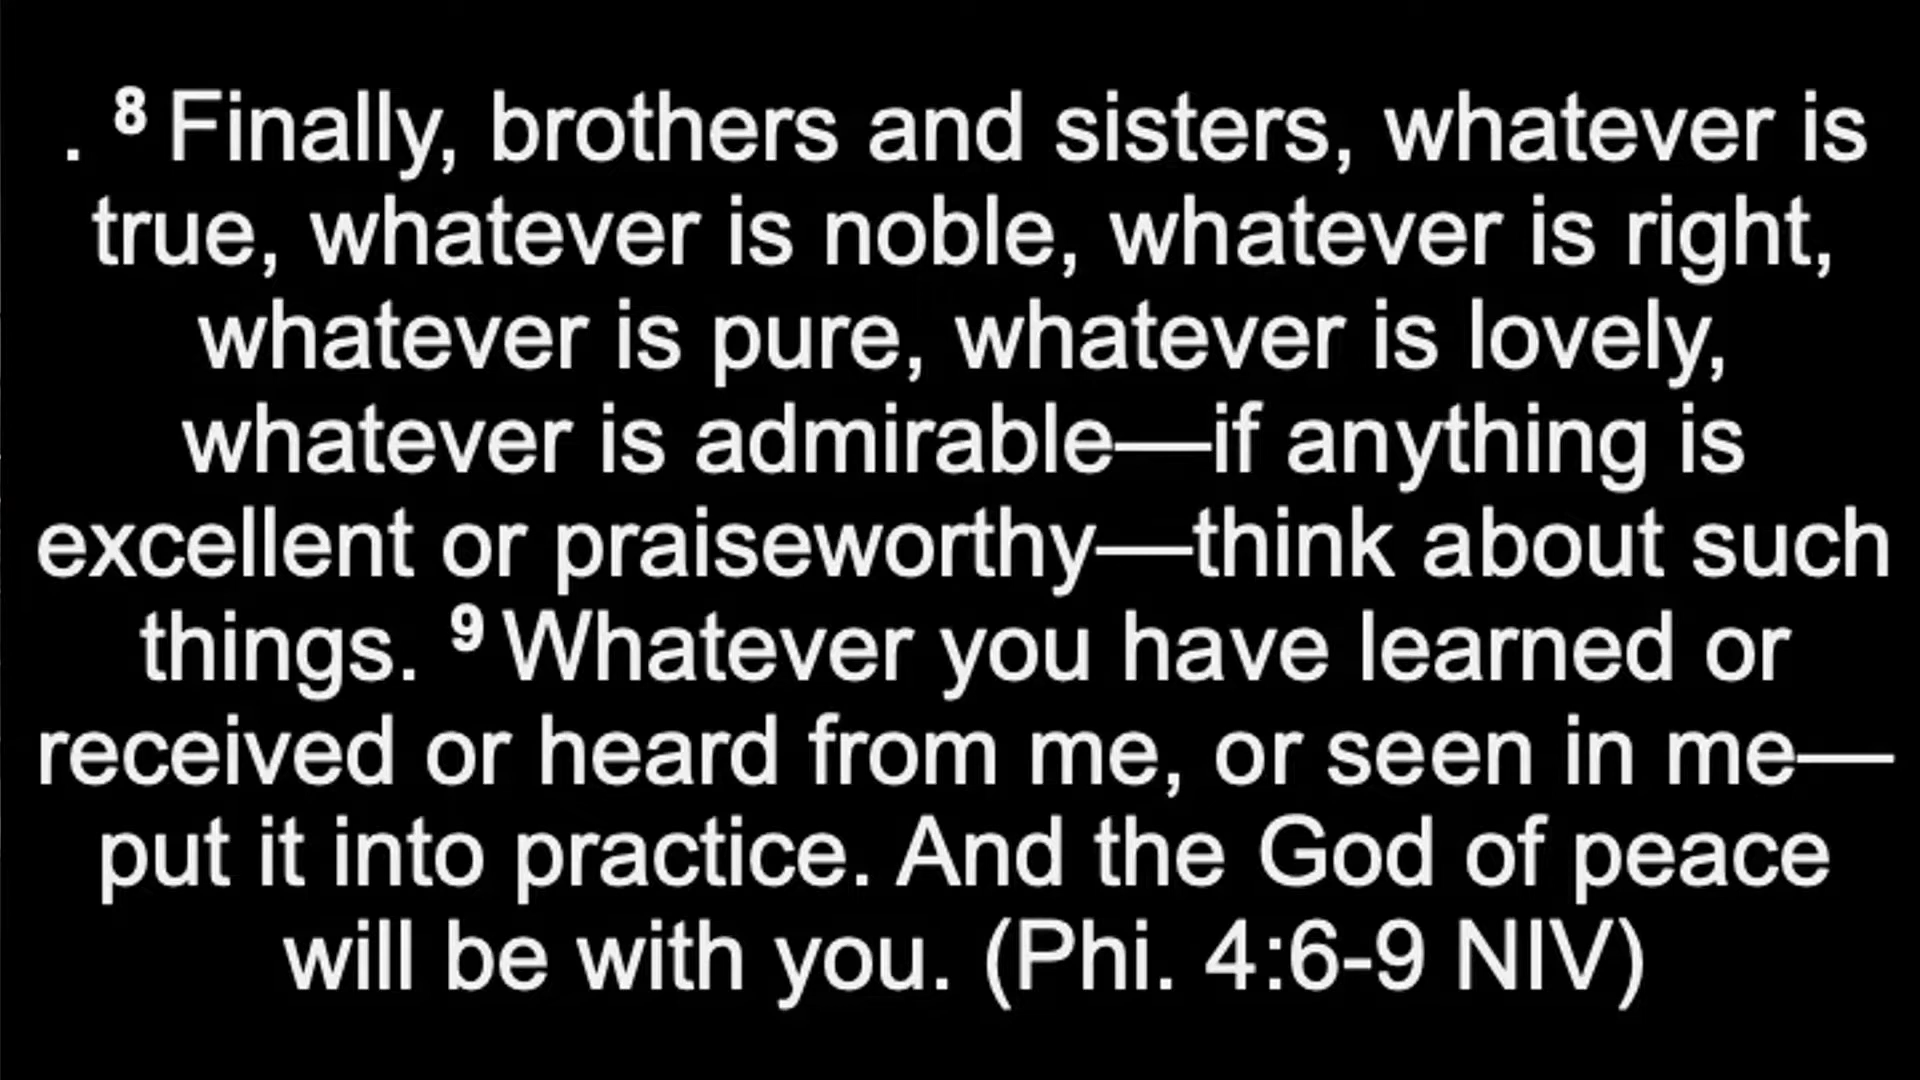 . 8 Finally, brothers and sisters, whatever is
true, whatever is noble, whatever is right,
whatever is pure, whatever is lovely,
whatever is admirable—if anything is
excellent or praiseworthy—think about such
things. 9 Whatever you have learned or
received or heard from me, or seen in me—
put it into practice. And the God of peace
will be with you. (Phi. 4:6-9 NIV)